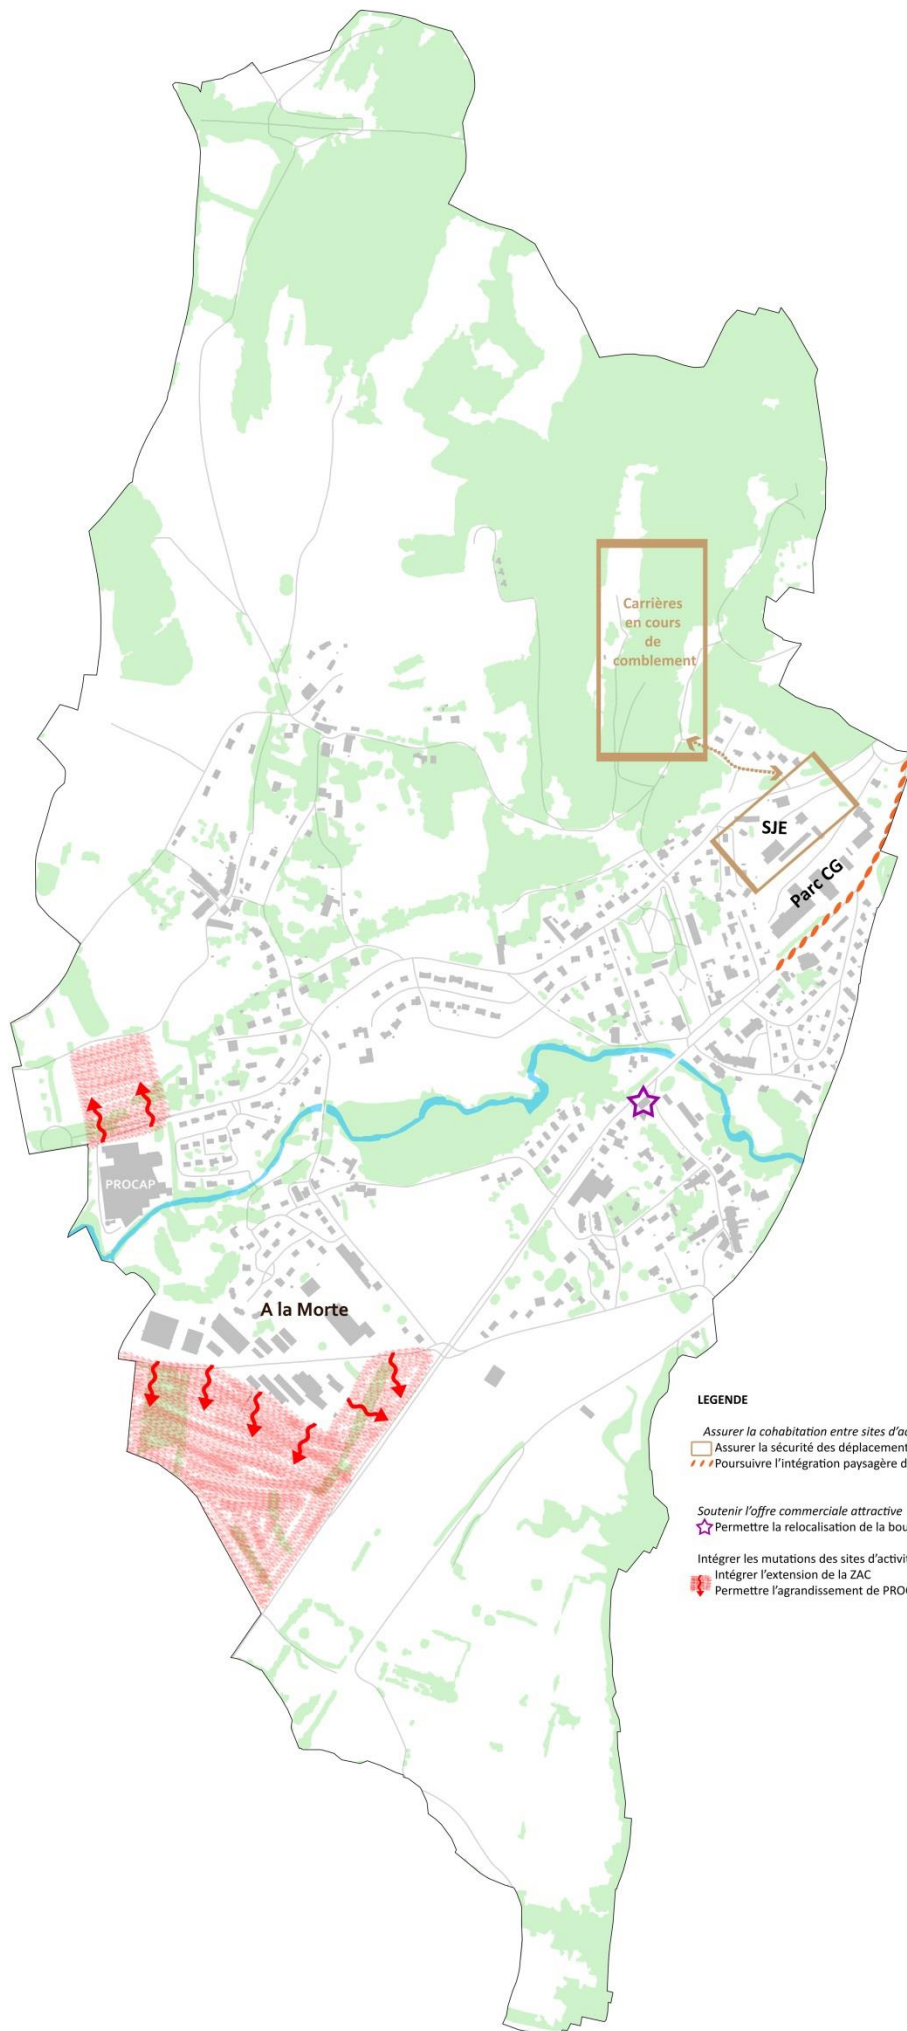 Carrières
en cours
de
comblement
SJE
Parc CG
PROCAP
A la Morte
LEGENDE
Assurer la cohabitation entre sites d'ac
Assurer la sécurité des déplacement
Poursuivre l'intégration paysagère d
Soutenir l'offre commerciale attractive
Permettre la relocalisation de la bou
Intégrer les mutations des sites d'activit
Intégrer l'extension de la ZAC
Permettre l'agrandissement de PROC